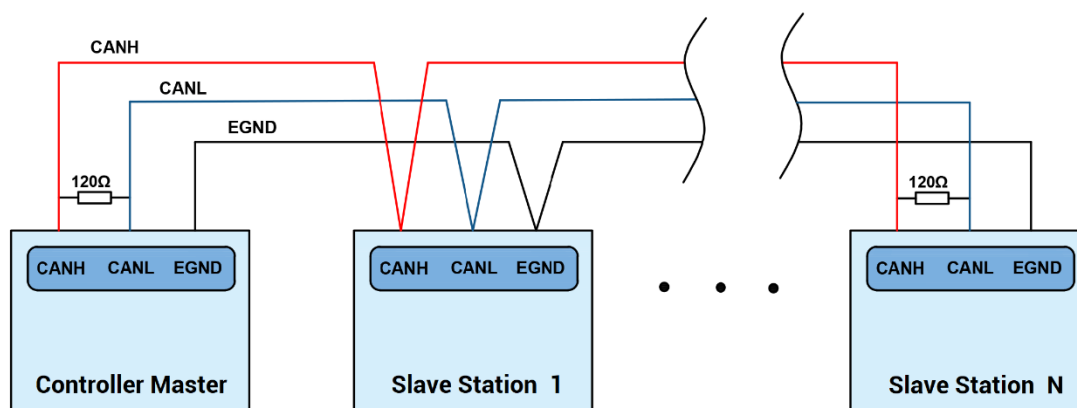 CANH
CANL
EGND
120Ω
120Ω
CANH CANL EGND
CANH CANL EGND
CANH CANL EGND
Controller Master
Slave Station 1
Slave Station N